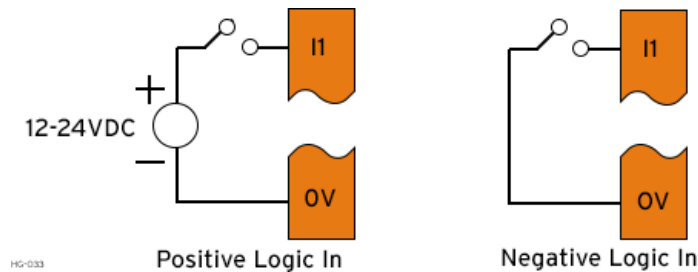 I1
I1
+
12-24VDC
−
0V
0V
HG-033
Positive Logic In
Negative Logic In